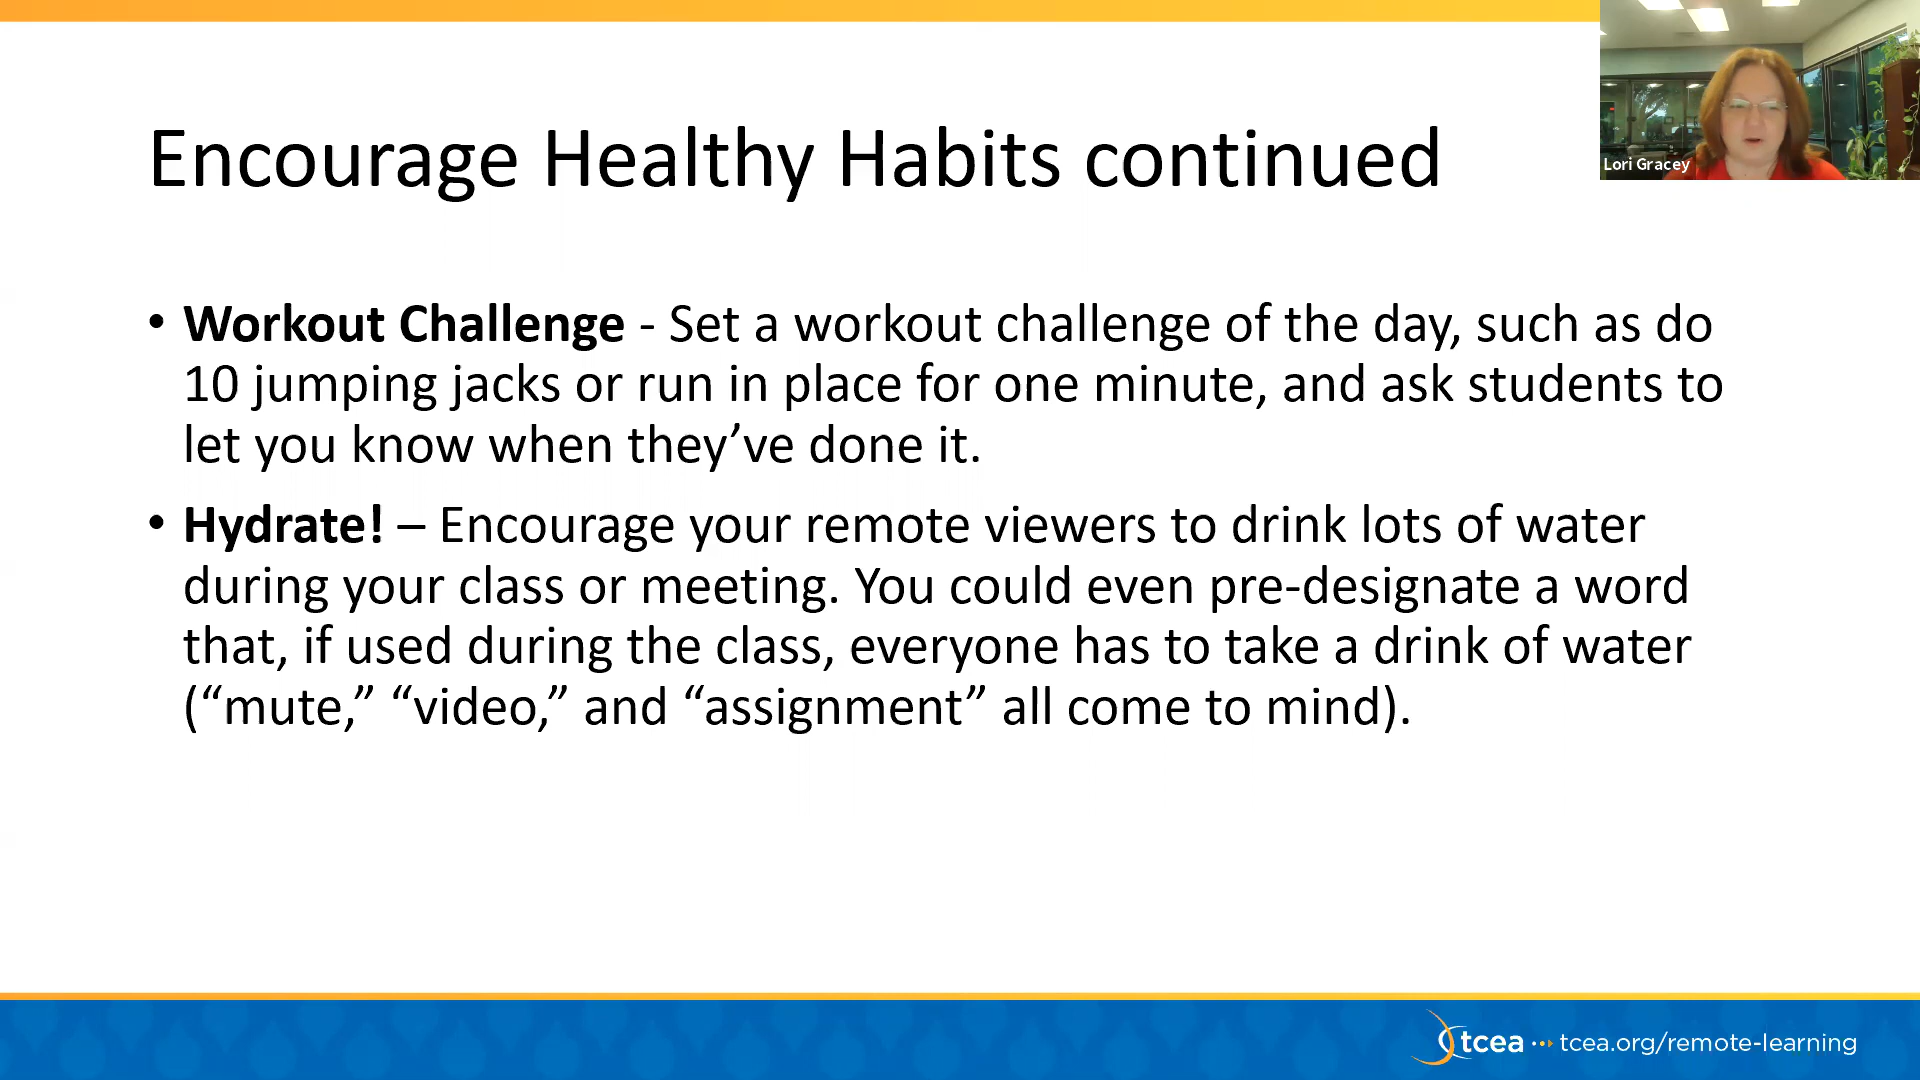 Encourage Healthy Habits continued
Lori Gracey
• Workout Challenge - Set a workout challenge of the day, such as do
10 jumping jacks or run in place for one minute, and ask students to
let you know when they’ve done it.
• Hydrate! – Encourage your remote viewers to drink lots of water
during your class or meeting. You could even pre-designate a word
that, if used during the class, everyone has to take a drink of water
(“mute,” “video,” and “assignment” all come to mind).
tcea ••• tcea.org/remote-learning